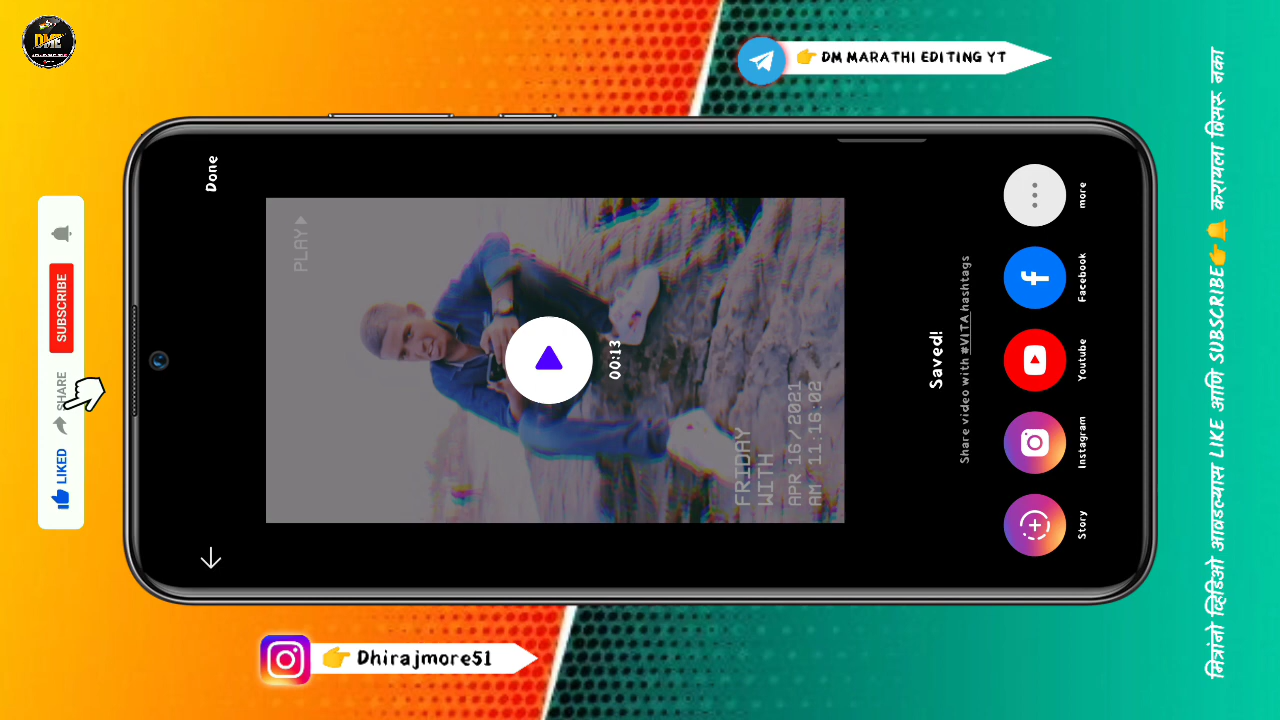 DME
DM MARATHI EDITING YT
Done
PLAY
00:13
FRIDAY
WITH
APR 16/2021
AM 11:16:02
Saved!
Share video with #VITA hashtags
Story
Instagram
Youtube
Facebook
more
LIKED
SHARE
SUBSCRIBE
Dhirajmore51
मित्रांनो व्हिडिओ आवडल्यास LIKE आणि SUBSCRIBE👉🔔 करायला विसरू नका